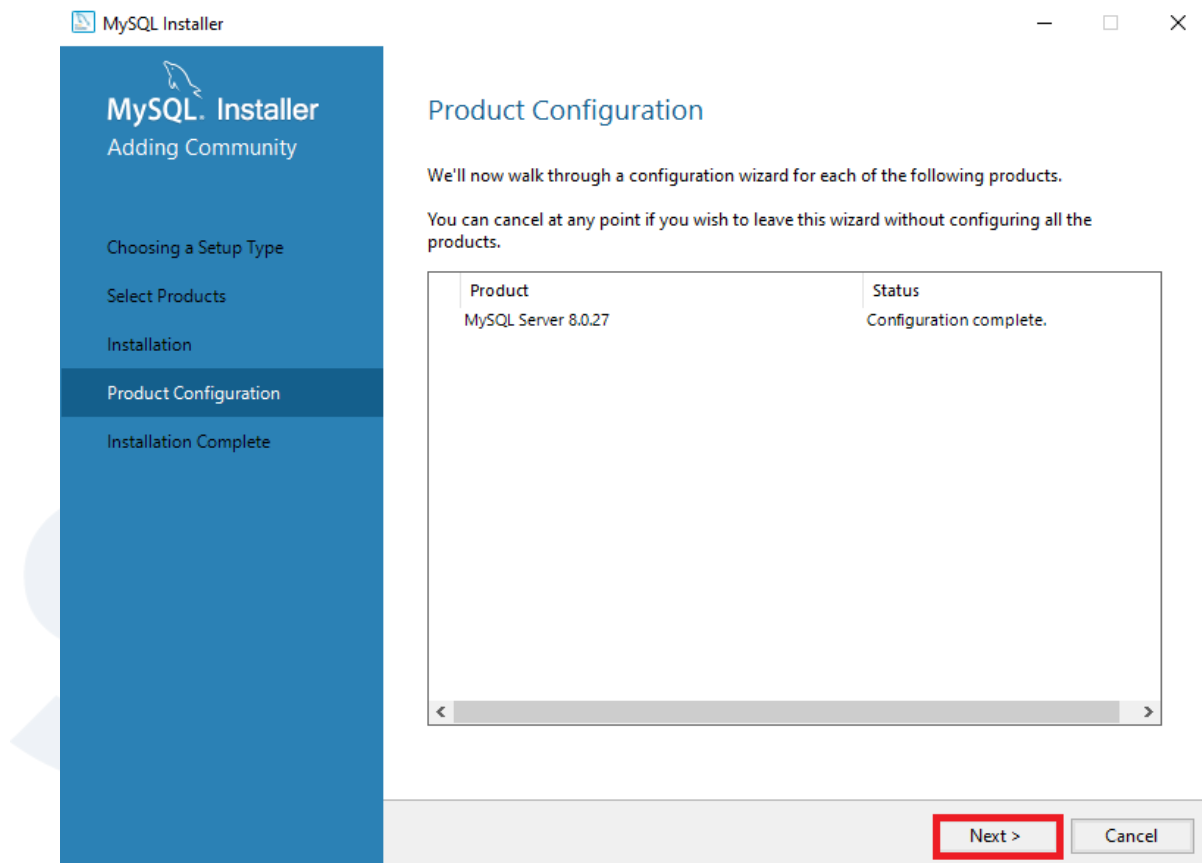 MySQL Installer
MySQL. Installer
Adding Community
Choosing a Setup Type
Select Products
Installation
Product Configuration
Installation Complete
Product Configuration
We'll now walk through a configuration wizard for each of the following products.
You can cancel at any point if you wish to leave this wizard without configuring all the
products.
Product Status
MySQL Server 8.0.27 Configuration complete.
Next > Cancel